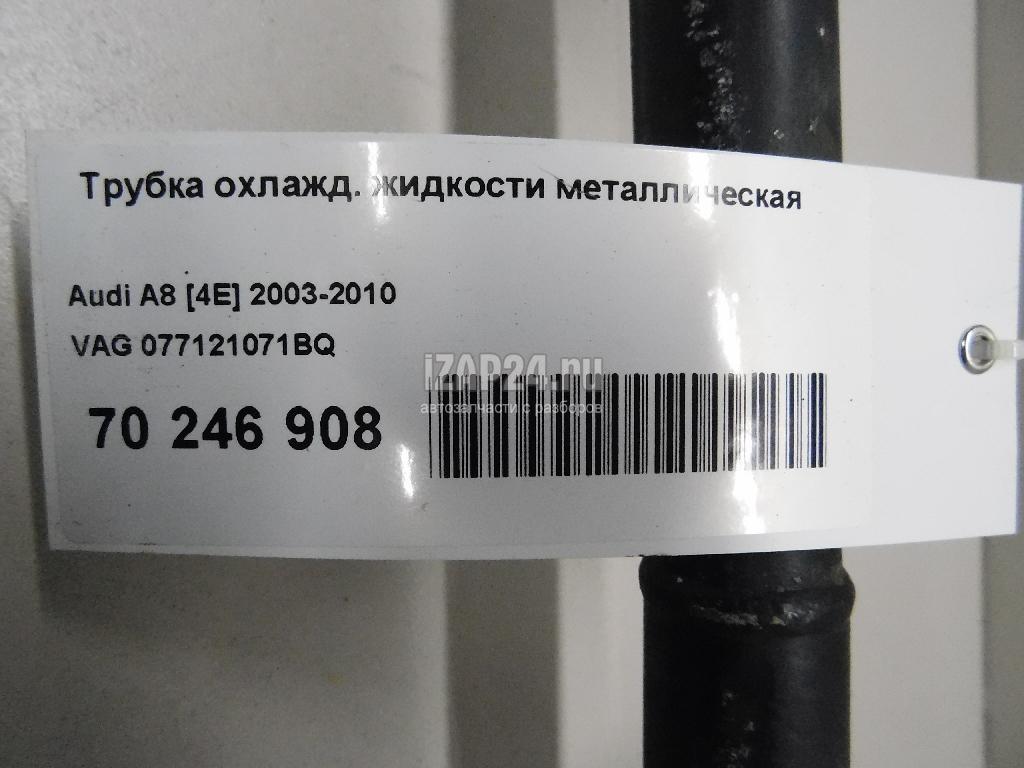 Трубка охлажд. жидкости металлическая
Audi A8 [4E] 2003-2010
VAG 077121071BQ
iZAP24.ru
автозапчасти с разборов
70 246 908